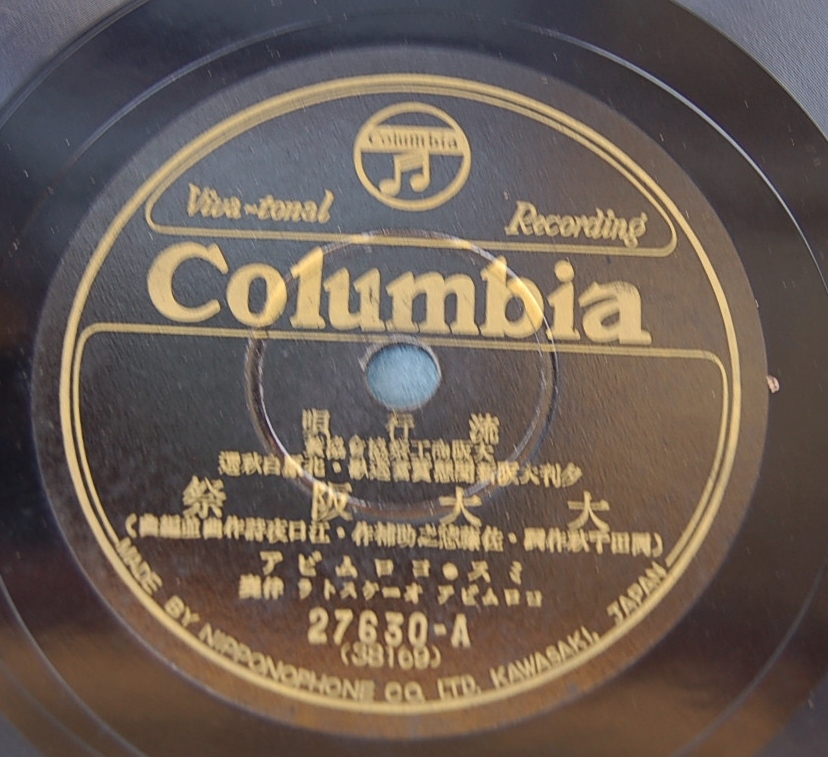 Columbia
Viva-tonal Recording
Columbia
流行唄
夕刊大阪新聞懸賞當選歌・北原白秋選
大大阪祭
(岡田千秋作詞・佐藤惣之助補作・江口夜詩作曲並編曲)
ミス・コロムビア
コロムビア オーケストラ 伴奏
27630-A
(38169)
MADE BY NIPPONOPHONE CO., LTD. KAWASAKI, JAPAN